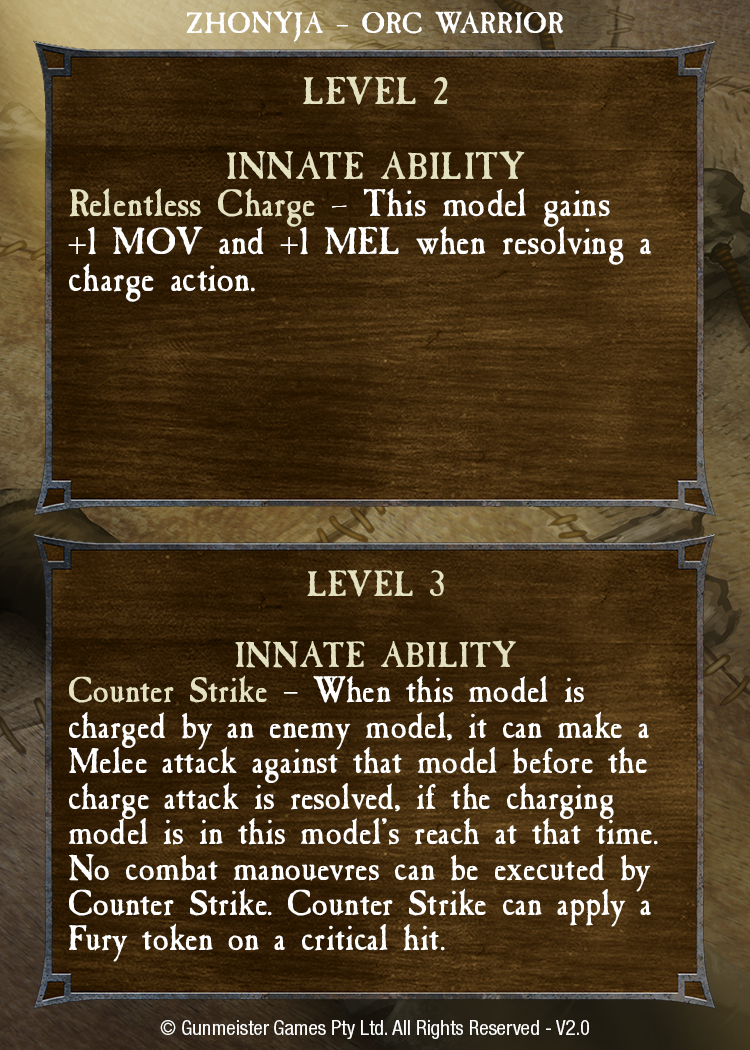 ZHONYJA – ORC WARRIOR
LEVEL 2
INNATE ABILITY
Relentless Charge – This model gains
+1 MOV and +1 MEL when resolving a
charge action.
LEVEL 3
INNATE ABILITY
Counter Strike – When this model is
charged by an enemy model, it can make a
Melee attack against that model before the
charge attack is resolved, if the charging
model is in this model's reach at that time.
No combat manouevres can be executed by
Counter Strike. Counter Strike can apply a
Fury token on a critical hit.
© Gunmeister Games Pty Ltd. All Rights Reserved - V2.0